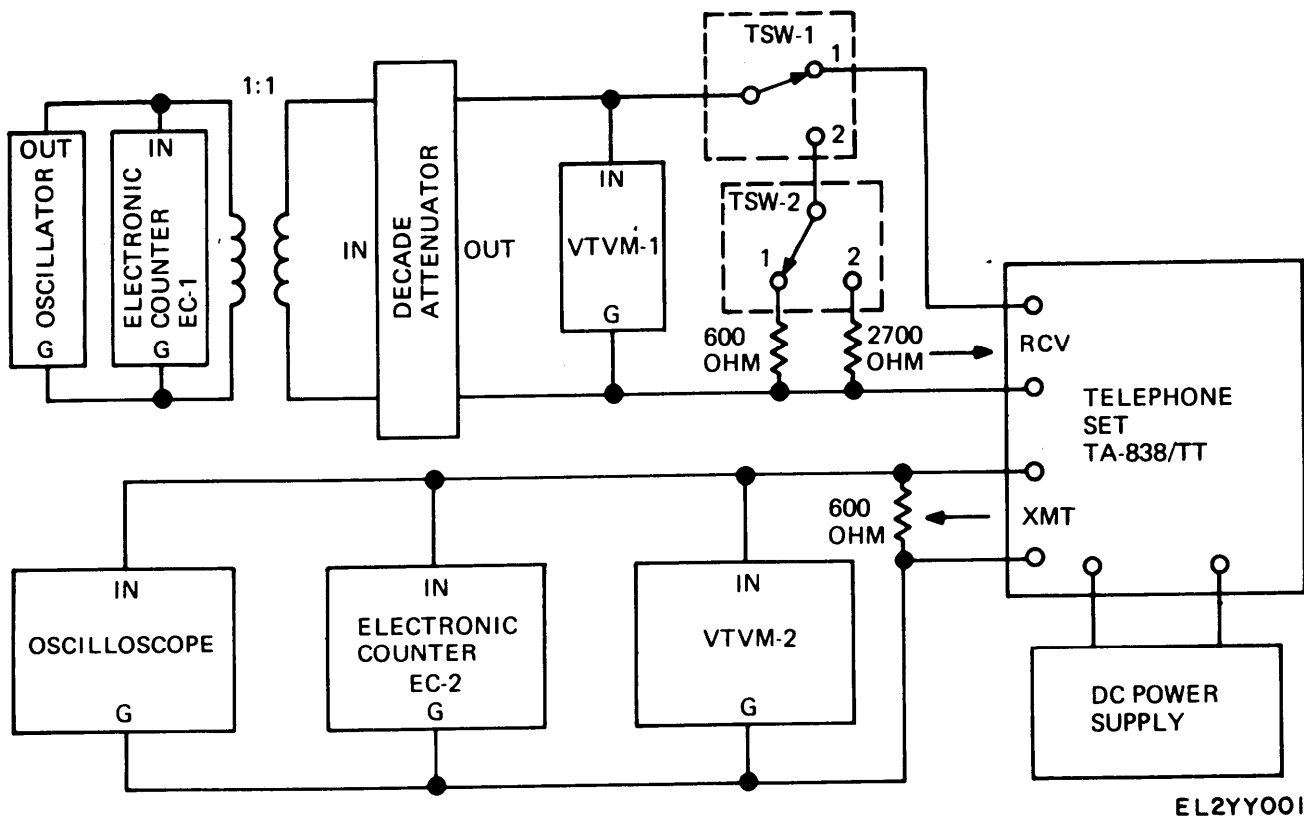 TSW-1
1
1:1
2
OUT
IN
OSCILLATOR
G
ELECTRONIC
COUNTER
EC-1
G
IN
DECADE
ATTENUATOR
OUT
IN
VTVM-1
G
TSW-2
1
2
600
OHM
2700
OHM
RCV
TELEPHONE
SET
TA-838/TT
600
OHM
XMT
IN
OSCILLOSCOPE
G
IN
ELECTRONIC
COUNTER
EC-2
G
IN
VTVM-2
G
DC POWER
SUPPLY
EL2YY001